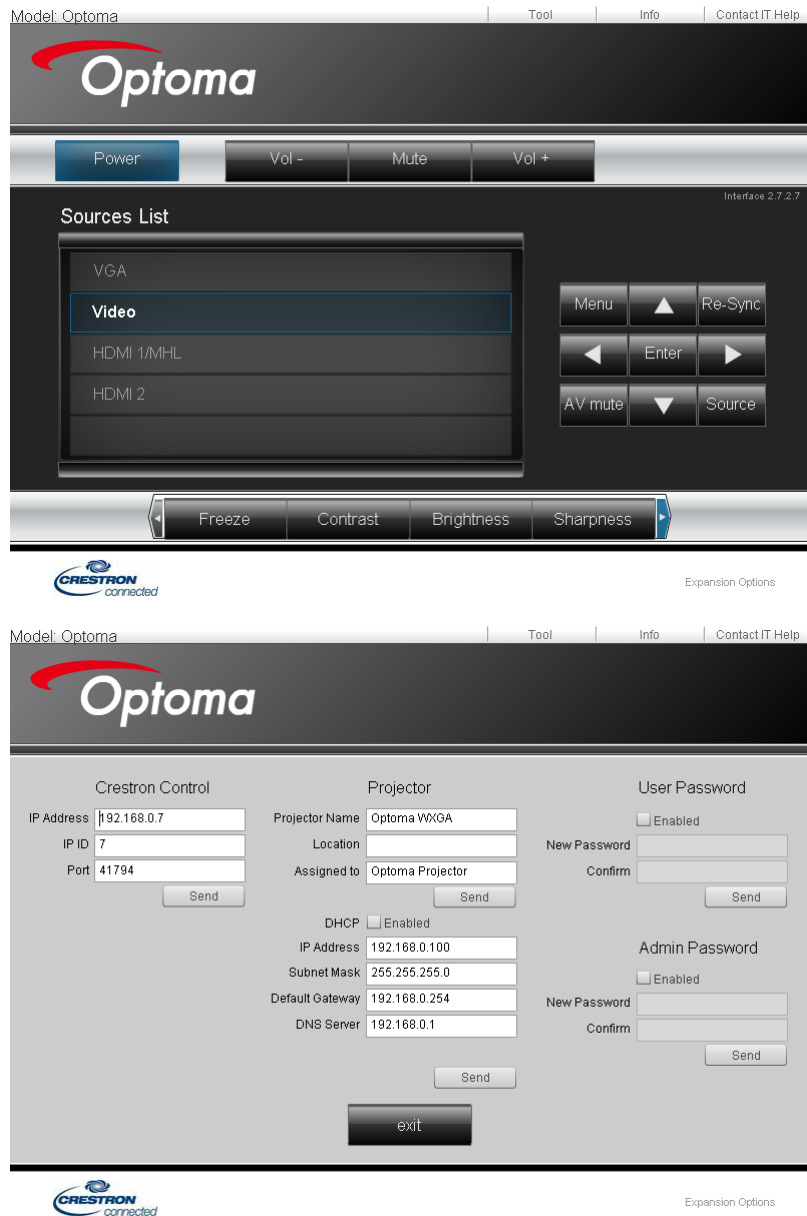 Model: Optoma
Tool
Info
Contact IT Help
Optoma
Power
Vol -
Mute
Vol +
Interface 2.7.2.7
Sources List
VGA
Video
HDMI 1/MHL
HDMI 2
Menu
Re-Sync
Enter
AV mute
Source
Freeze
Contrast
Brightness
Sharpness
CRESTRON
connected
Expansion Options
Model: Optoma
Tool
Info
Contact IT Help
Optoma
Crestron Control
IP Address 192.168.0.7
IP ID 7
Port 41794
Send
Projector
Projector Name Optoma WXGA
Location
Assigned to Optoma Projector
Send
DHCP Enabled
IP Address 192.168.0.100
Subnet Mask 255.255.255.0
Default Gateway 192.168.0.254
DNS Server 192.168.0.1
Send
User Password
Enabled
New Password
Confirm
Send
Admin Password
Enabled
New Password
Confirm
Send
exit
CRESTRON
connected
Expansion Options